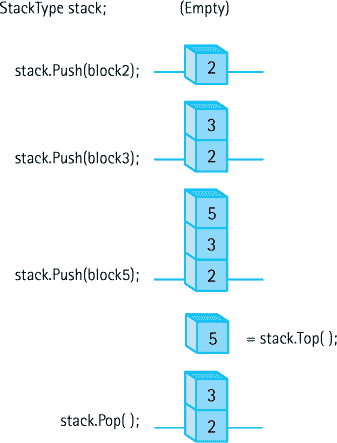 StackType stack; (Empty)
stack.Push(block2); 2
3
stack.Push(block3); 2
5
3
stack.Push(block5); 2
5 = stack.Top( );
3
stack.Pop( ); 2